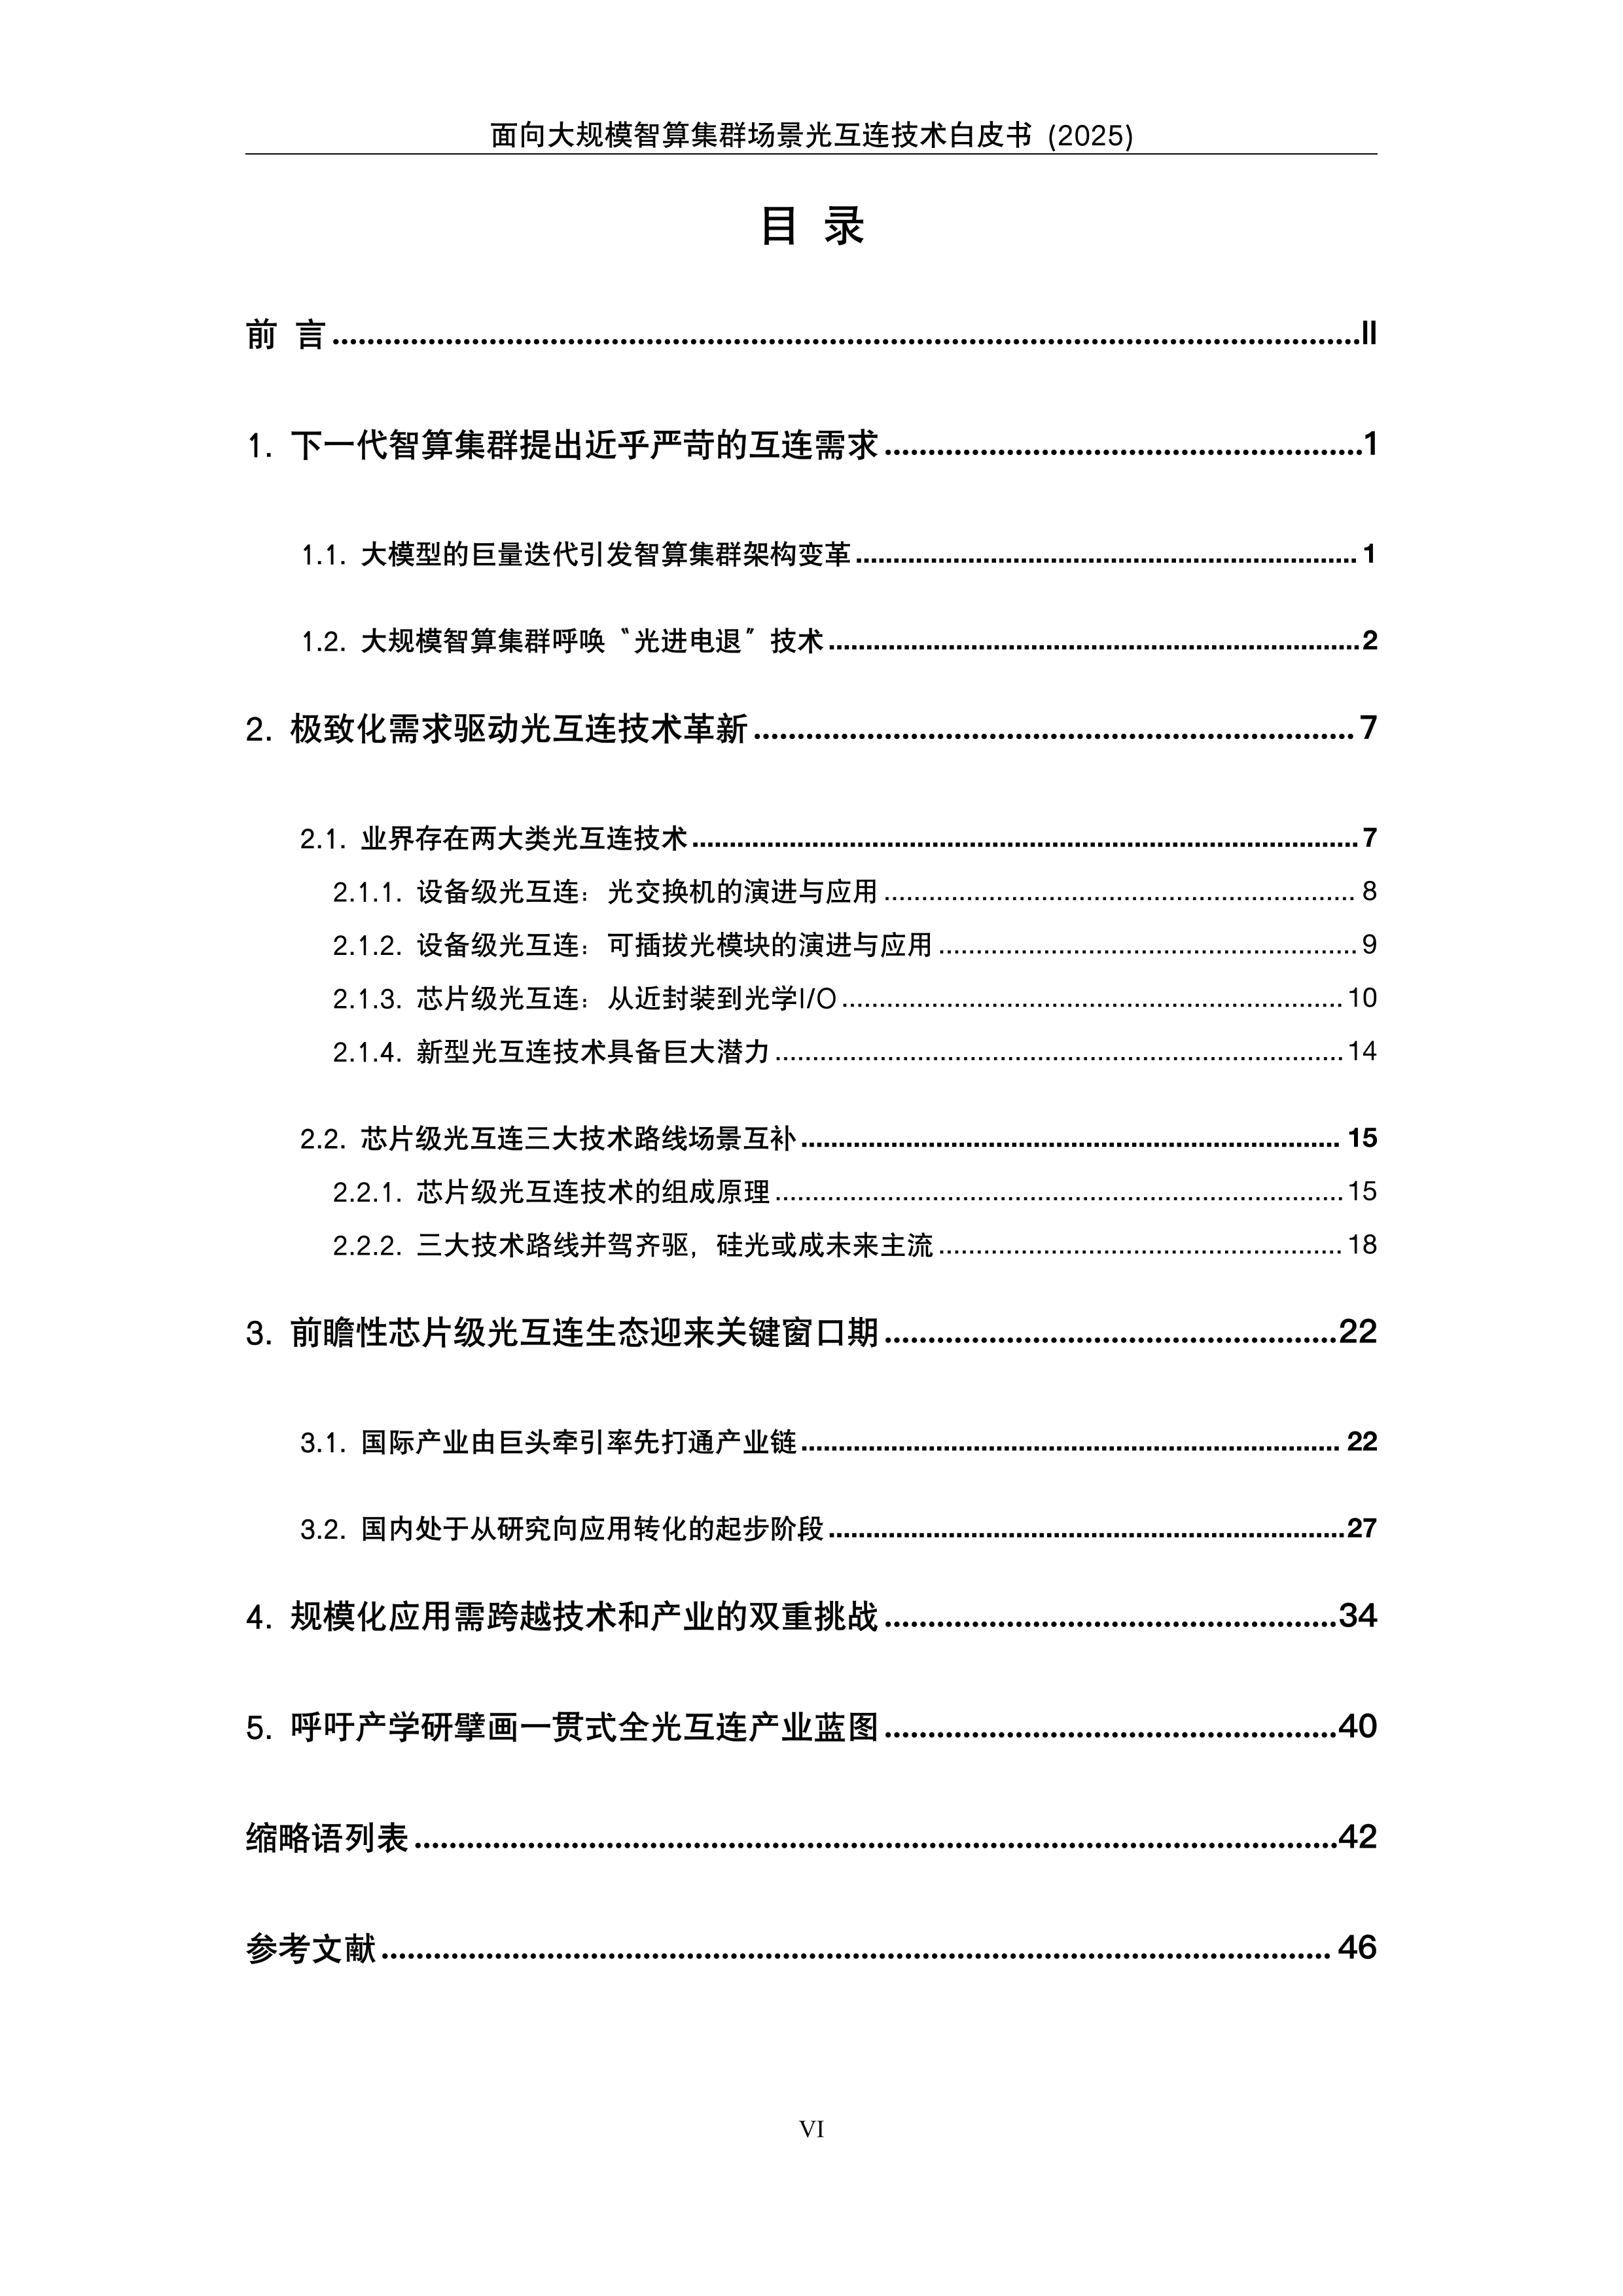 面向大规模智算集群场景光互连技术白皮书 (2025)
目 录
前 言........................................II
1. 下一代智算集群提出近乎严苛的互连需求........................................1
1.1. 大模型的巨量迭代引发智算集群架构变革........................................1
1.2. 大规模智算集群呼唤“光进电退”技术........................................2
2. 极致化需求驱动光互连技术革新........................................7
2.1. 业界存在两大类光互连技术........................................7
2.1.1. 设备级光互连：光交换机的演进与应用........................................8
2.1.2. 设备级光互连：可插拔光模块的演进与应用........................................9
2.1.3. 芯片级光互连：从近封装到光学I/O........................................10
2.1.4. 新型光互连技术具备巨大潜力........................................14
2.2. 芯片级光互连三大技术路线场景互补........................................15
2.2.1. 芯片级光互连技术的组成原理........................................15
2.2.2. 三大技术路线并驾齐驱，硅光或成未来主流........................................18
3. 前瞻性芯片级光互连生态迎来关键窗口期........................................22
3.1. 国际产业由巨头牵引率先打通产业链........................................22
3.2. 国内处于从研究向应用转化的起步阶段........................................27
4. 规模化应用需跨越技术和产业的双重挑战........................................34
5. 呼吁产学研擘画一贯式全光互连产业蓝图........................................40
缩略语列表........................................42
参考文献........................................46
VI